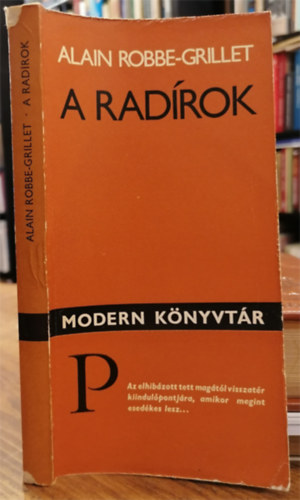 ALAIN ROBBE-GRILLET
A RADÍROK
MODERN KÖNYVTÁR
P
Az elhibázott tett magától visszatér
kiindulópontjára, amikor megint
esedékes lesz...
ALAIN ROBBE-GRILLET · A RADÍROK